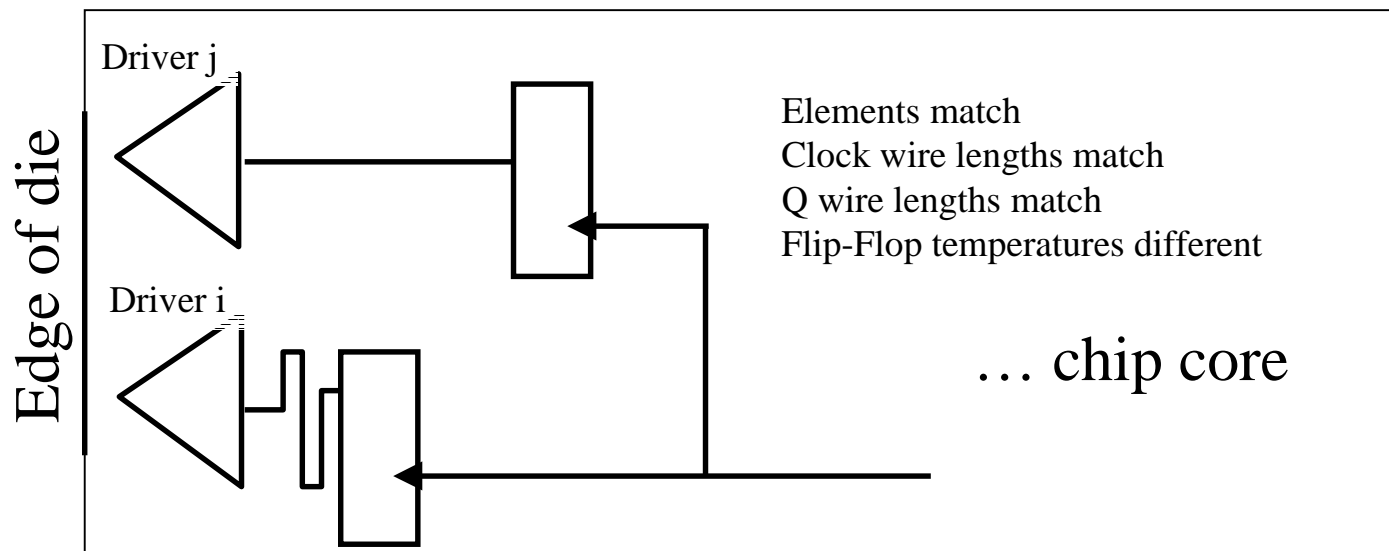 Driver j
Elements match
Clock wire lengths match
Q wire lengths match
Flip-Flop temperatures different
Edge of die
Driver i
… chip core